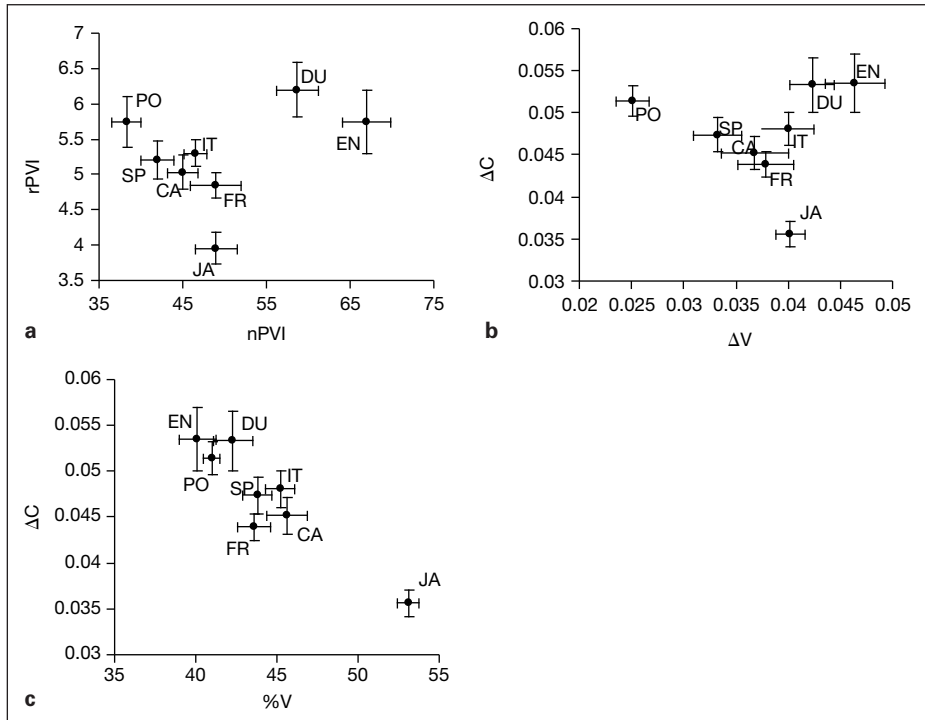 7
6.5
6
5.5
5
4.5
4
3.5
rPVI
PO
DU
EN
IT
SP
CA
FR
JA
35 45 55 65 75
nPVI
a
0.06
0.055
0.05
0.045
0.04
0.035
0.03
ΔC
EN
DU
PO
SP
CA
IT
FR
JA
0.02 0.025 0.03 0.035 0.04 0.045 0.05
ΔV
b
0.06
0.05
0.045
0.04
0.035
0.03
ΔC
EN DU
PO
SP
IT
FR
CA
JA
35 40 45 50 55
%V
c